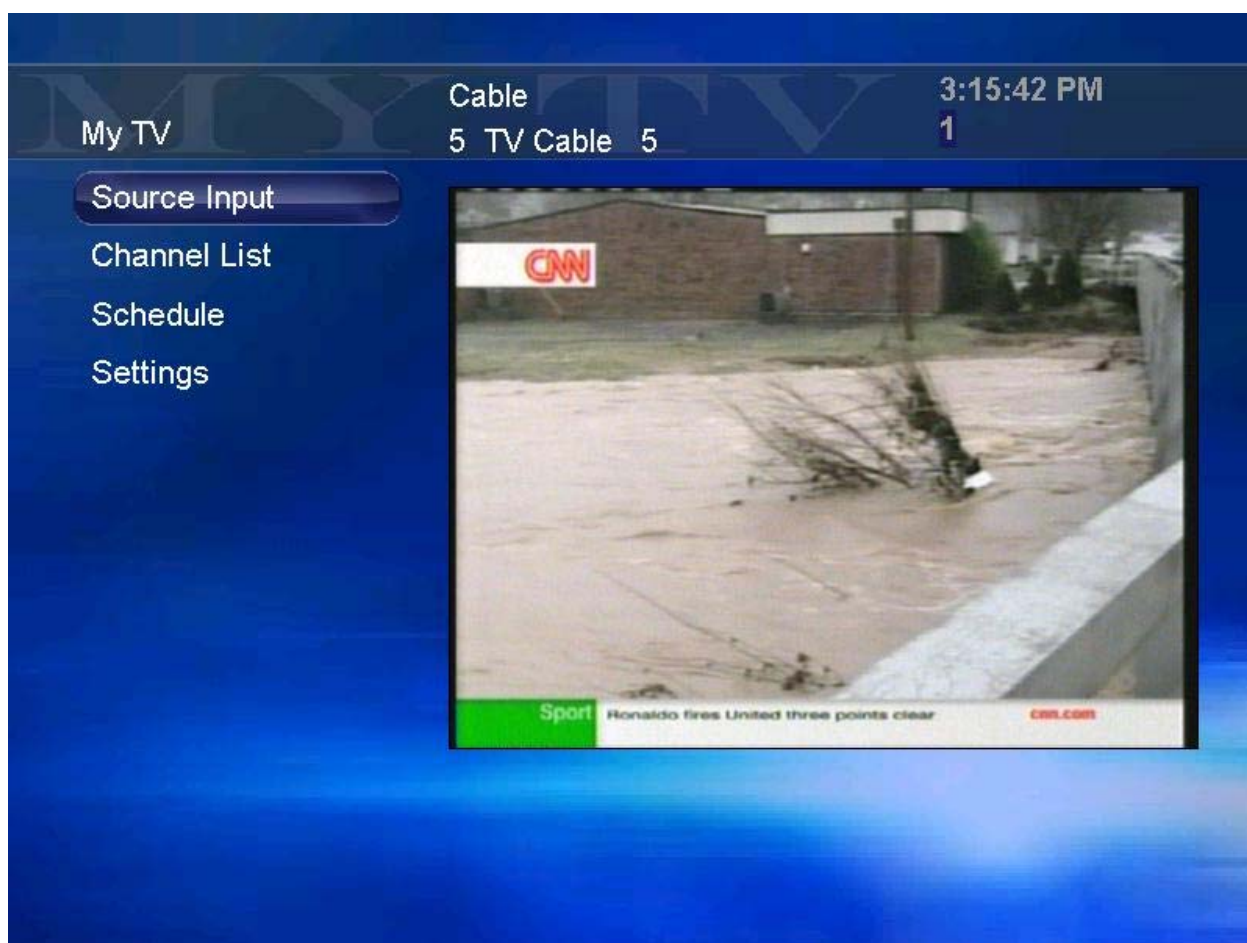 MY TV
My TV
Cable
5 TV Cable 5
3:15:42 PM
1
Source Input
Channel List
Schedule
Settings
CNN
Sport
Ronaldo fires United three points clear
cnn.com